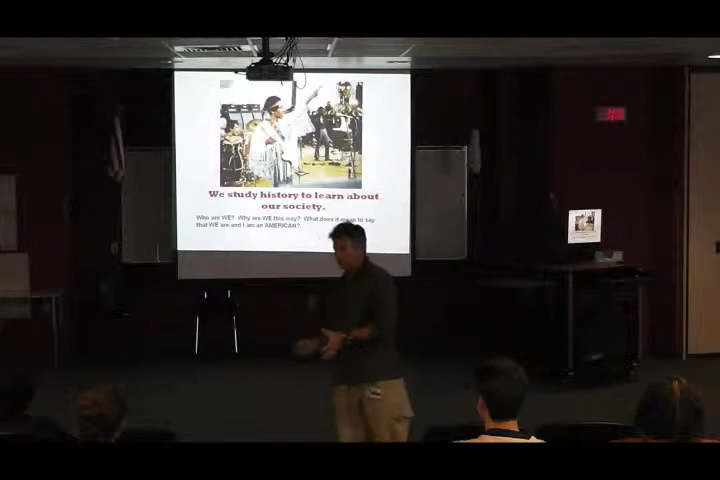 We study history to learn about
our society.
Who are WE? Why are WE this way? What does it mean to say
that WE are and I am an AMERICAN?